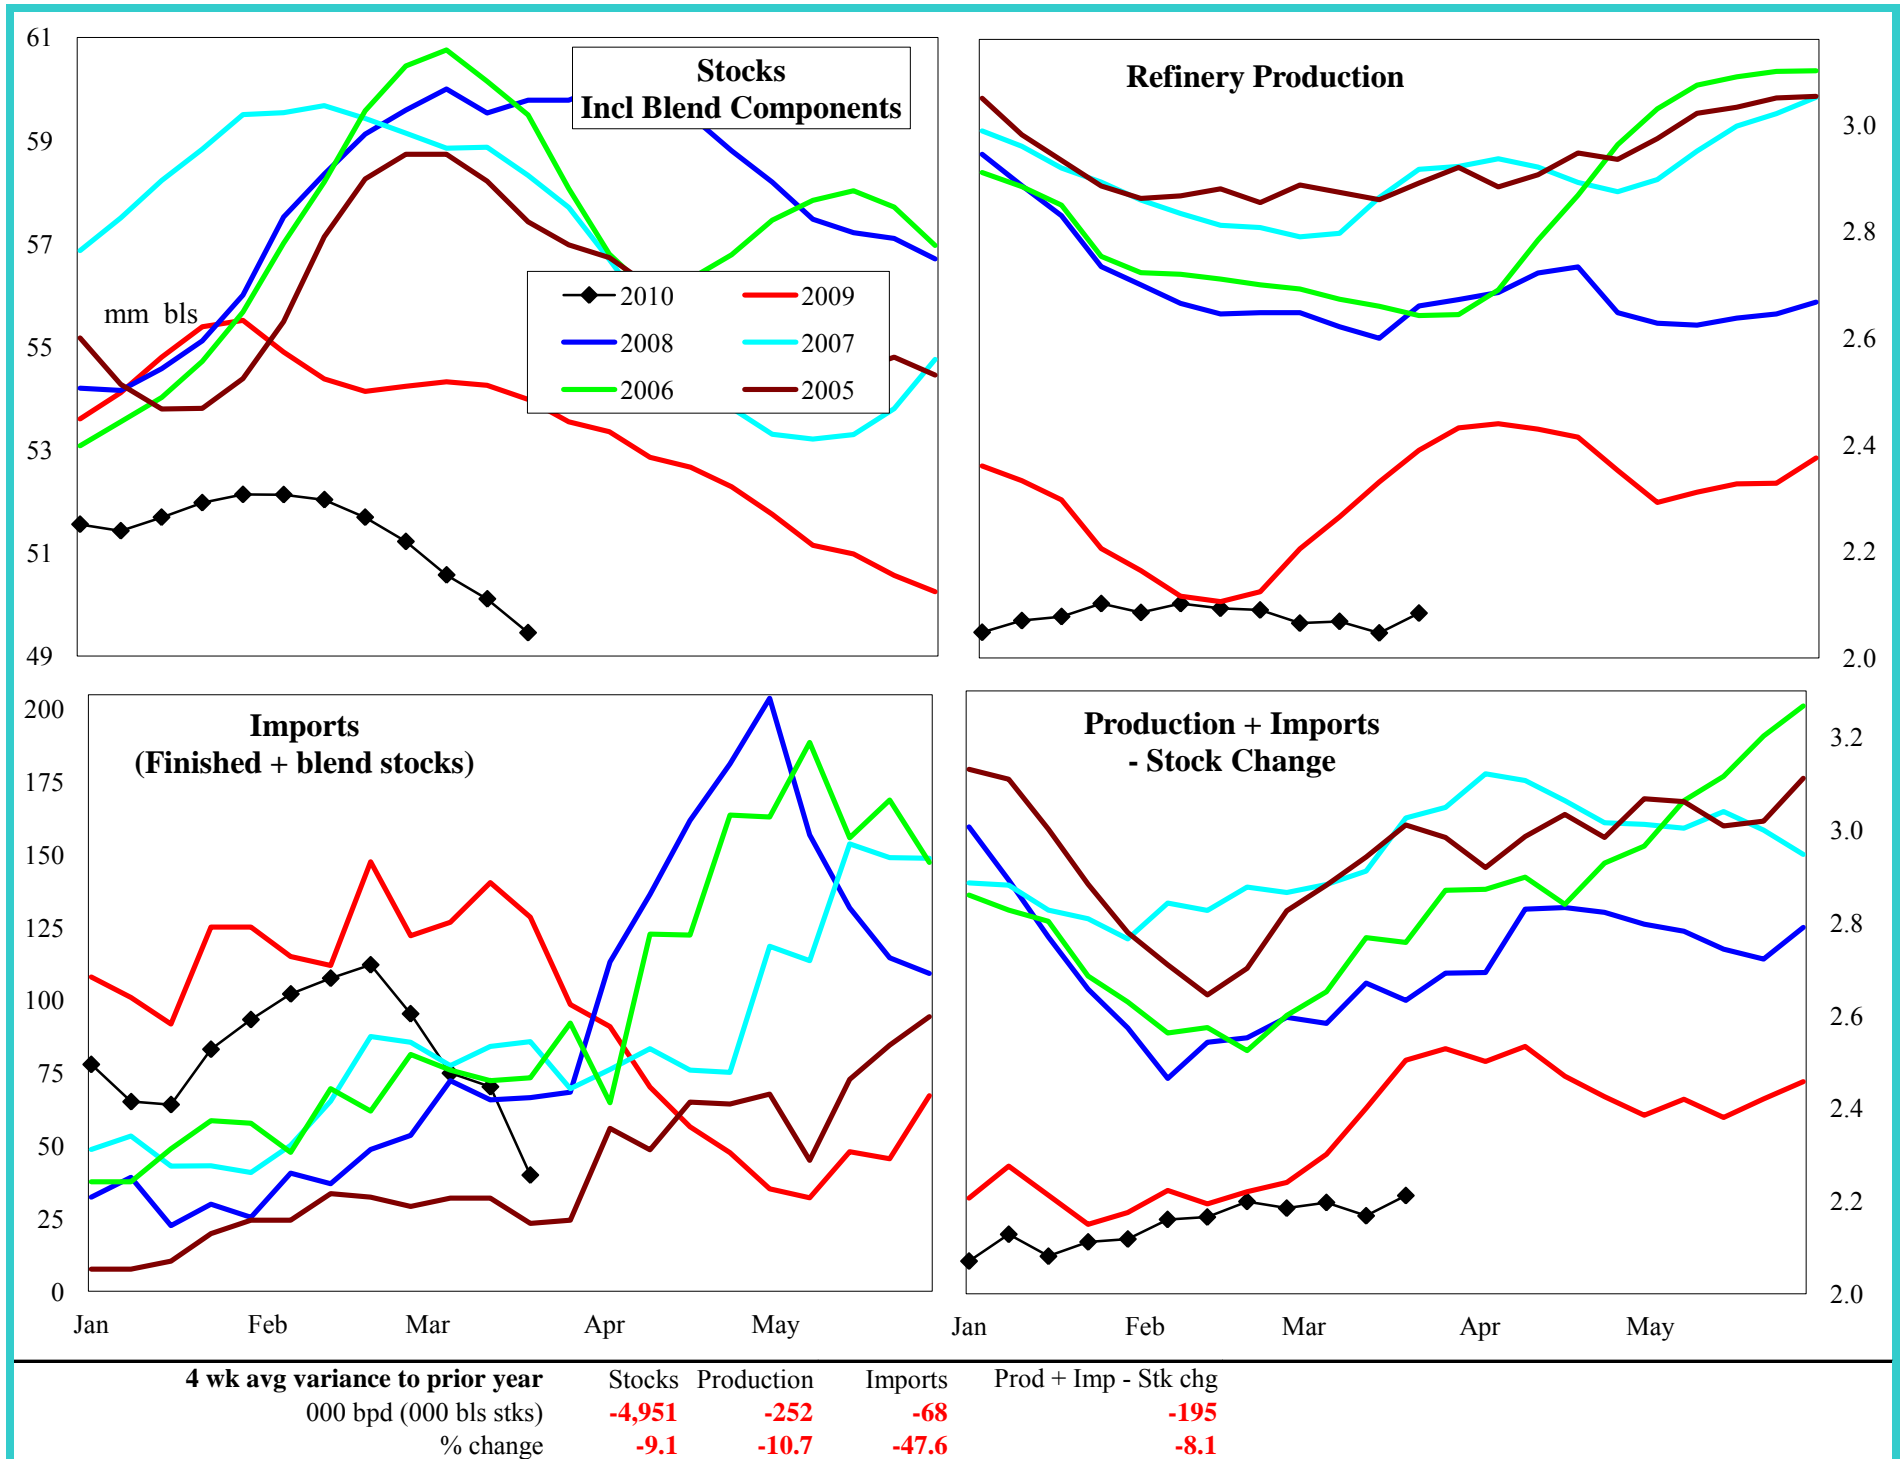 Stocks
Incl Blend Components
61
59
57
55
53
51
49
mm bls
2010 2009
2008 2007
2006 2005
Refinery Production
3.0
2.8
2.6
2.4
2.2
2.0
Imports
(Finished + blend stocks)
200
175
150
125
100
75
50
25
0
Jan Feb Mar Apr May
Production + Imports
- Stock Change
3.2
3.0
2.8
2.6
2.4
2.2
2.0
Jan Feb Mar Apr May
4 wk avg variance to prior year Stocks Production Imports Prod + Imp - Stk chg
000 bpd (000 bls stks) -4,951 -252 -68 -195
% change -9.1 -10.7 -47.6 -8.1